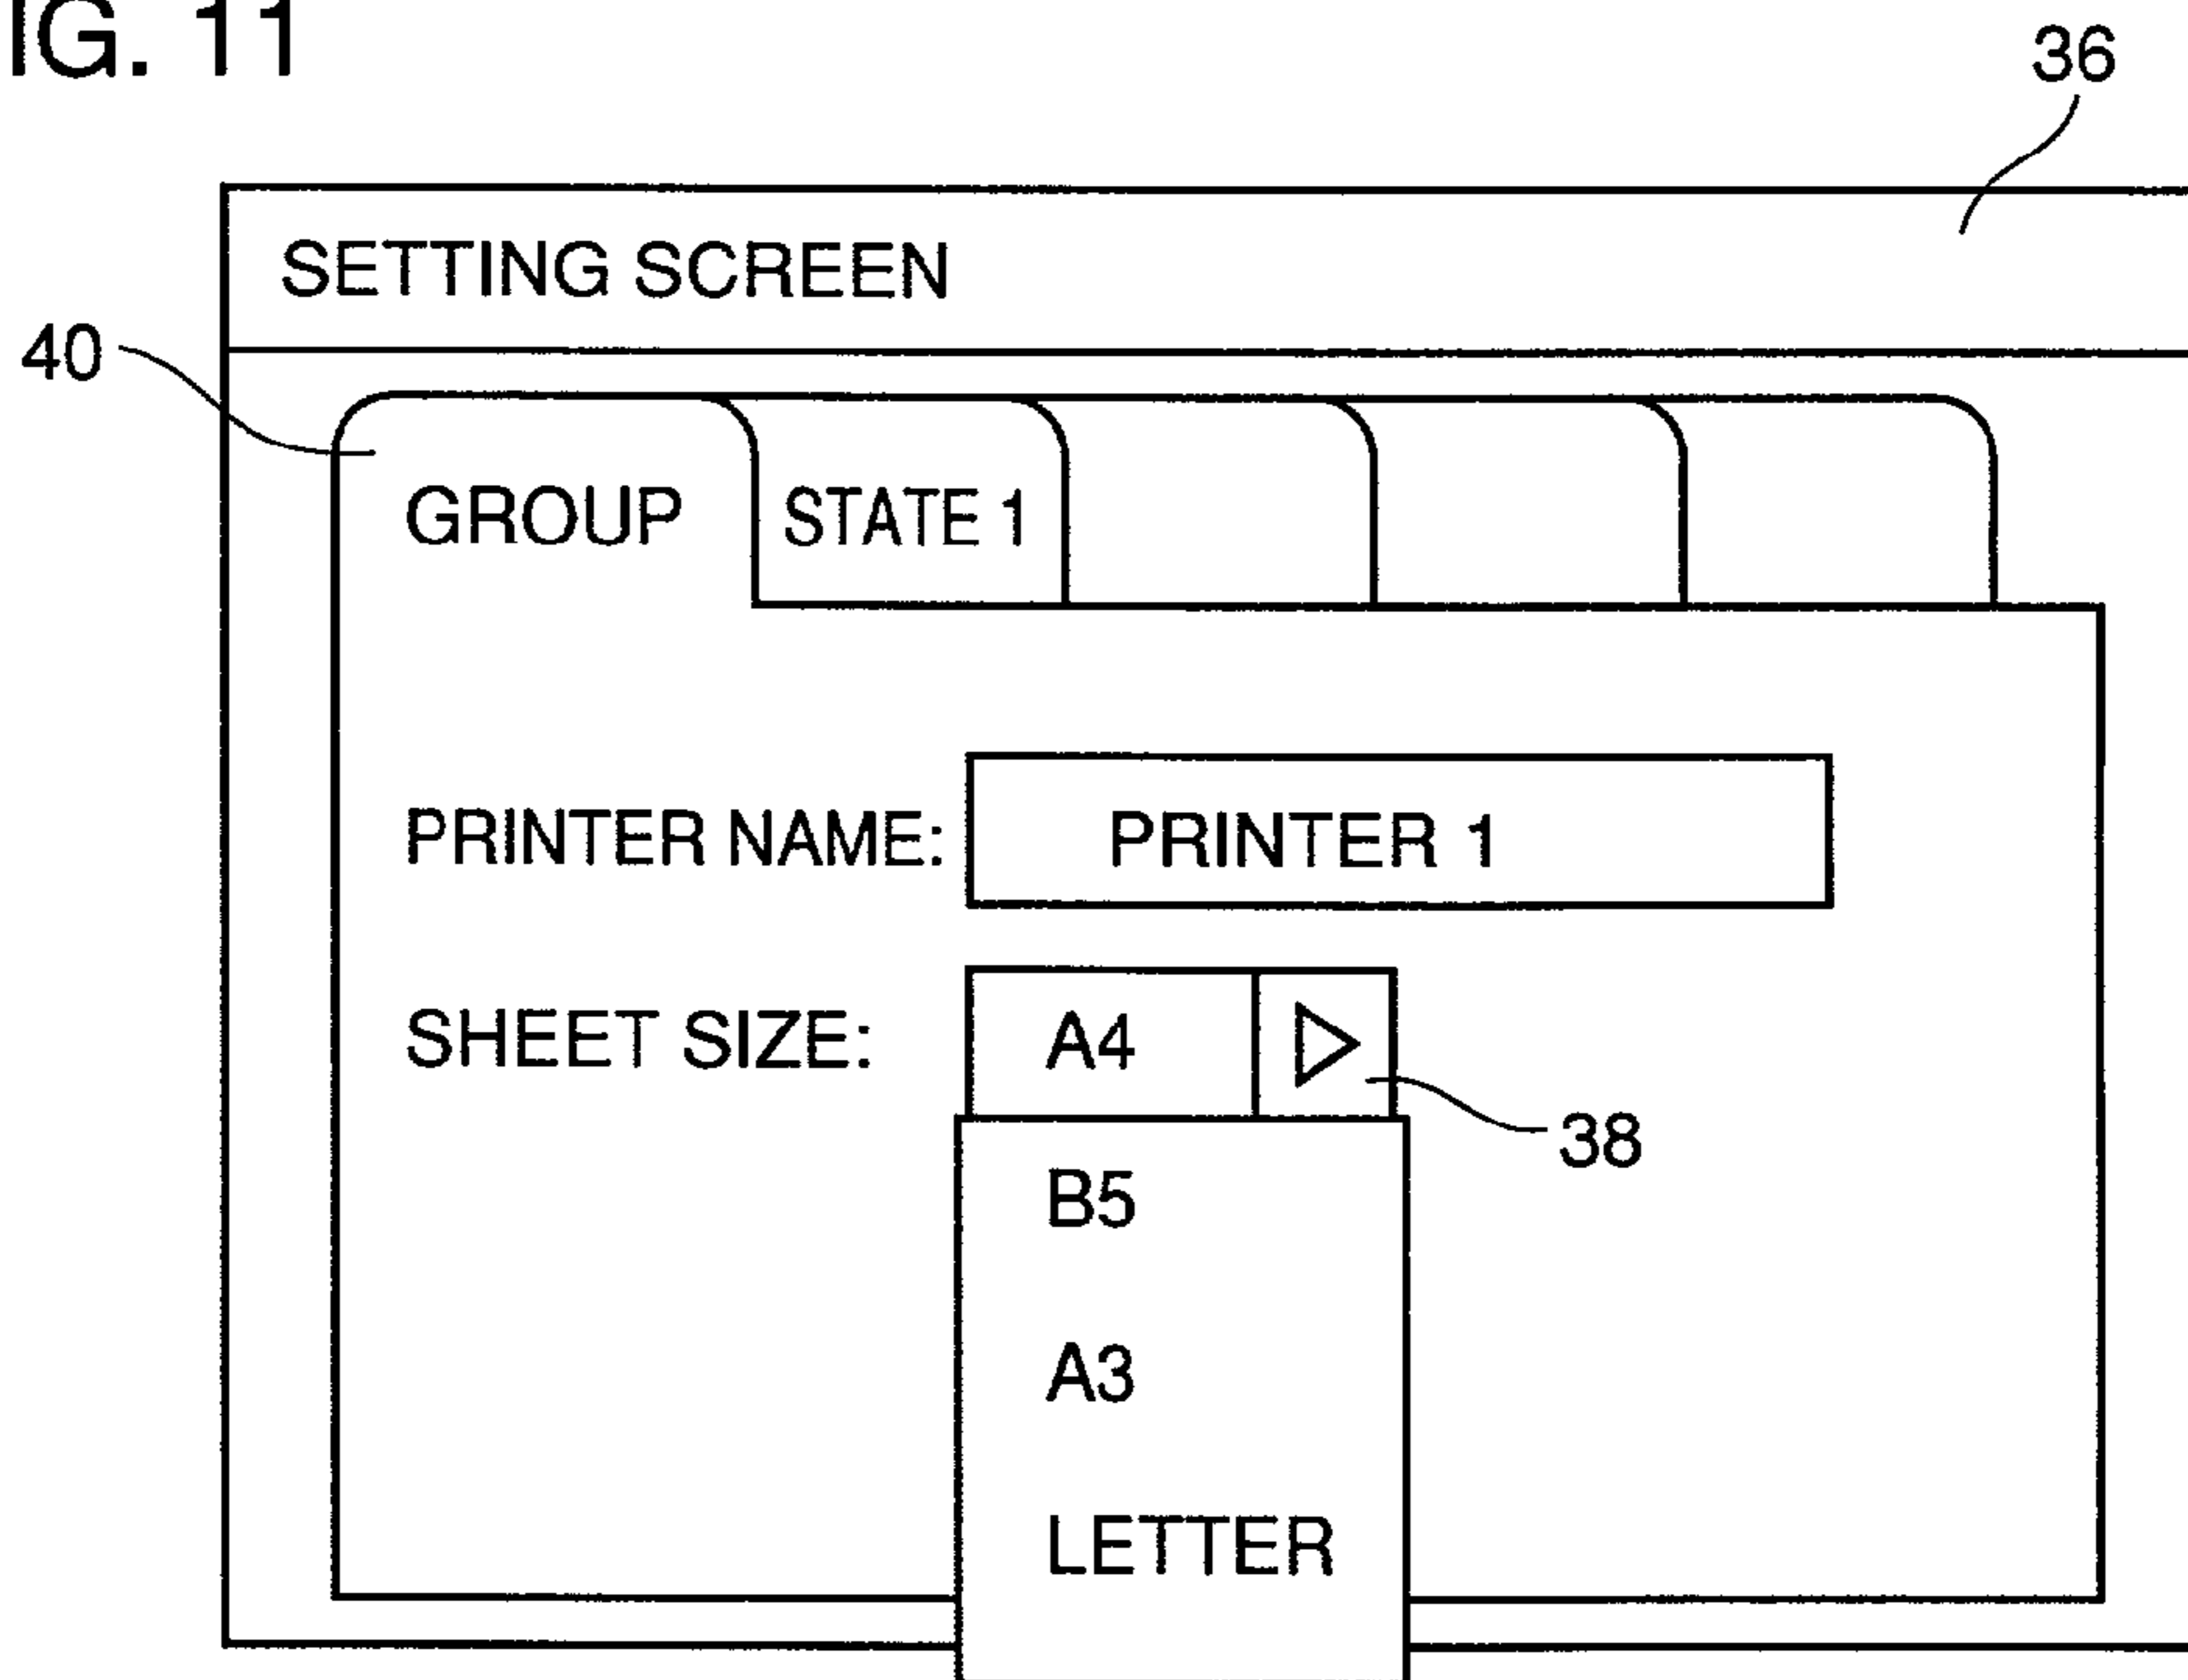 IG. 11
36
SETTING SCREEN
40
GROUP STATE 1
PRINTER NAME: PRINTER 1
SHEET SIZE: A4
38
B5
A3
LETTER